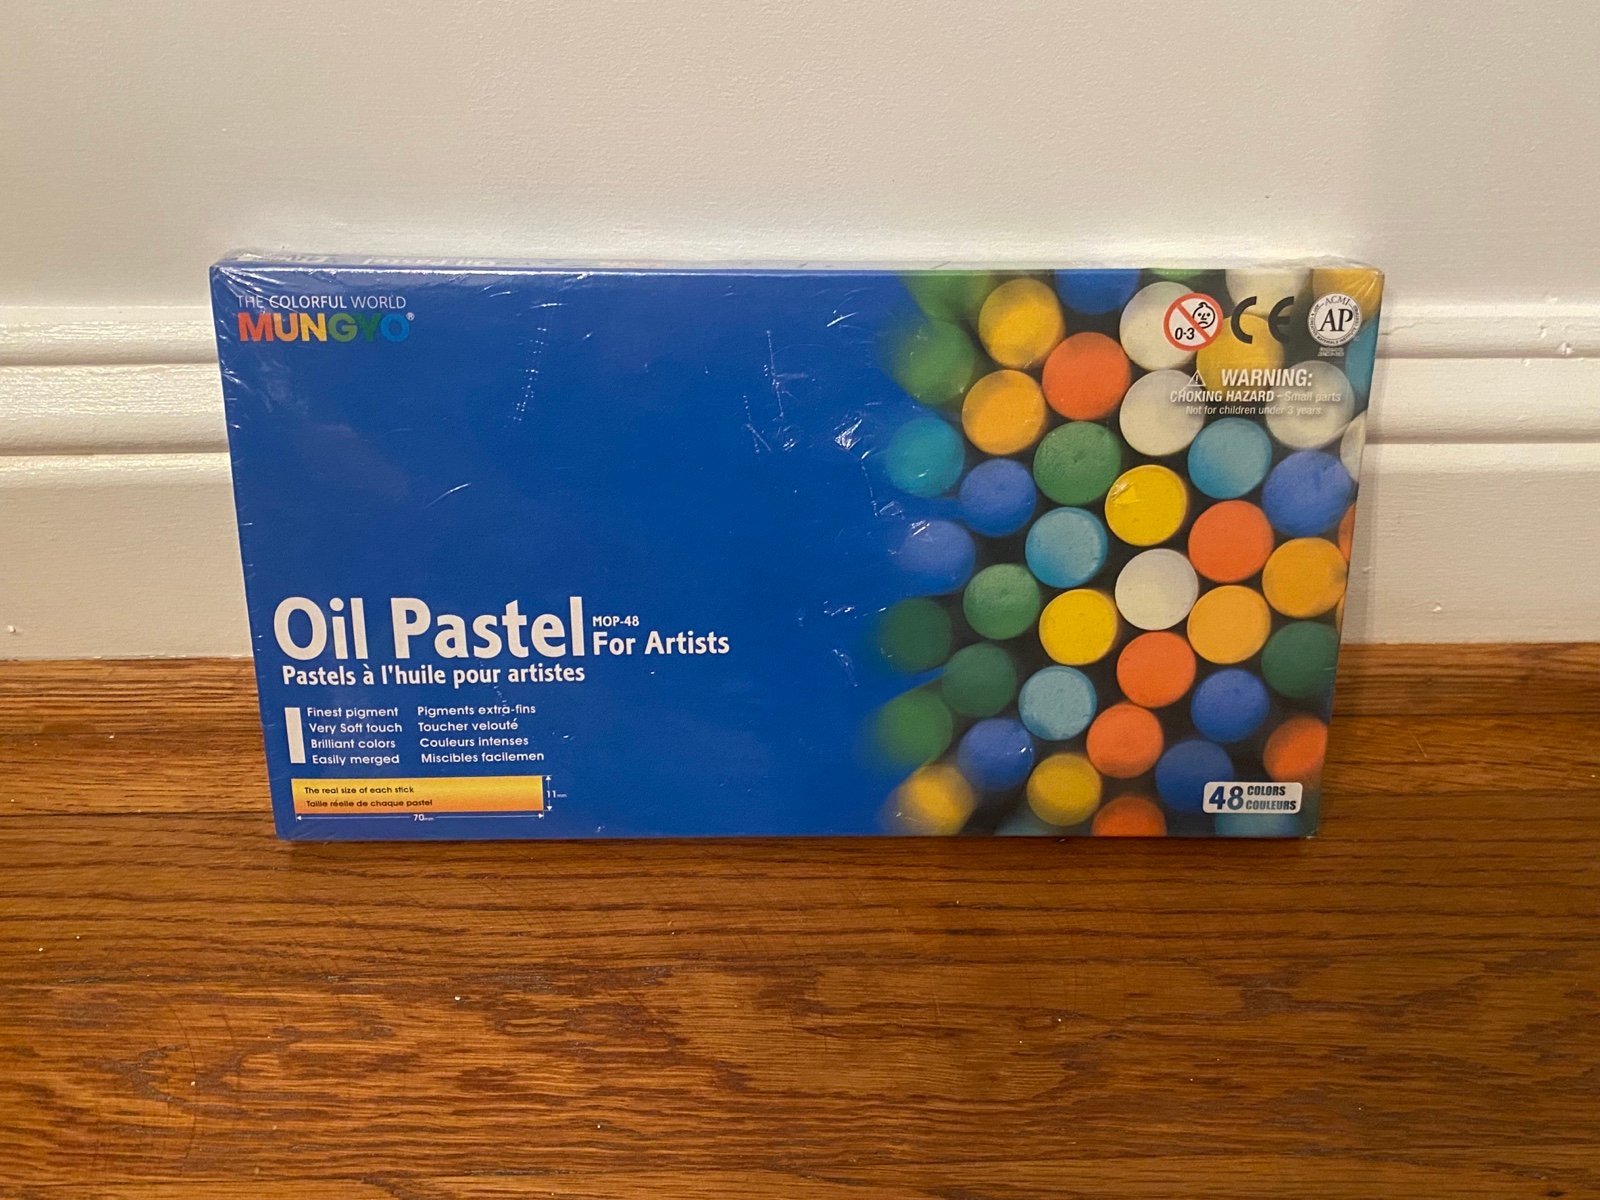 THE COLORFUL WORLD
MUNGYO®
0-3
CE
ACMI
AP
WARNING:
CHOKING HAZARD - Small parts
Not for children under 3 years.
Oil Pastel
MOP-48
For Artists
Pastels à l'huile pour artistes
Finest pigment Pigments extra-fins
Very Soft touch Toucher velouté
Brilliant colors Couleurs intenses
Easily merged Miscibles facilemen
The real size of each stick
Taille réelle de chaque pastel
11mm
70mm
48 COLORS
COULEURS